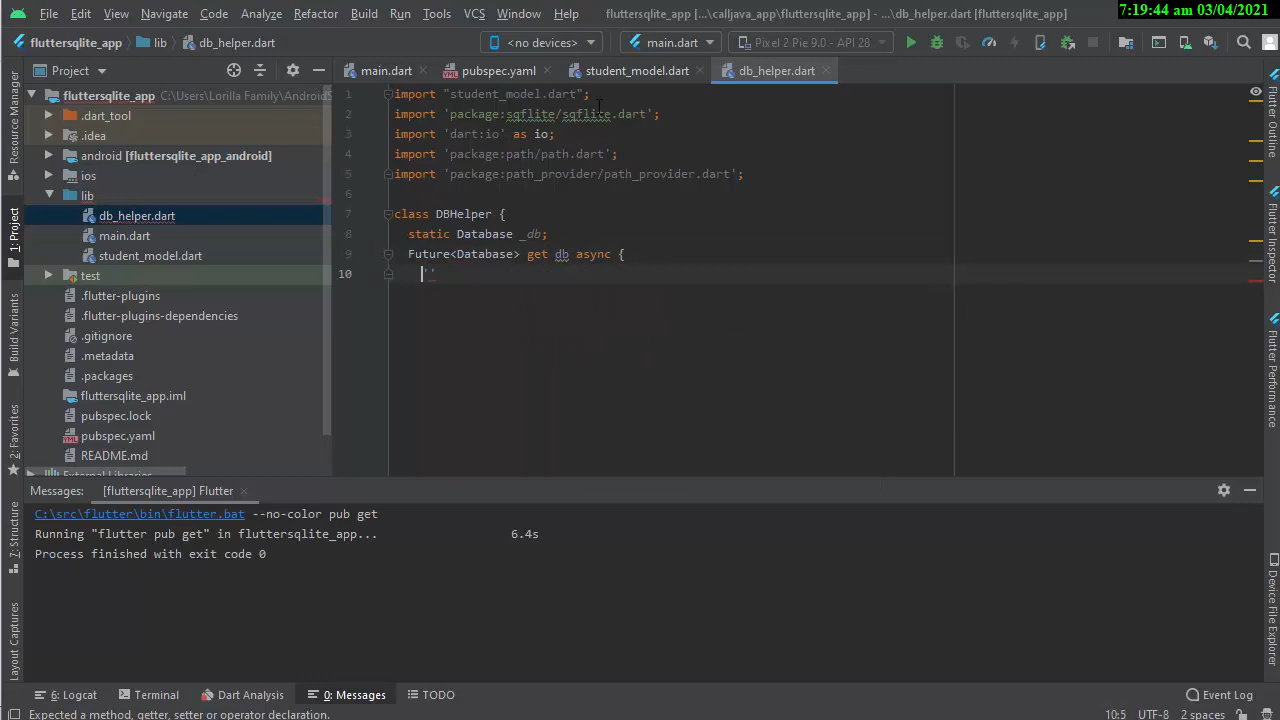 File Edit View Navigate Code Analyze Refactor Build Run Tools VCS Window Help fluttersqlite_app [...\calljava_app\fluttersqlite_app] - ...\db_helper.dart [fluttersqlite_app] 7:19:44 am 03/04/2021
fluttersqlite_app lib db_helper.dart <no devices> main.dart Pixel 2 Pie 9.0 - API 28
Project main.dart pubspec.yaml student_model.dart db_helper.dart
fluttersqlite_app C:\Users\Lorilla Family\AndroidS
.dart_tool
.idea
android [fluttersqlite_app_android]
ios
lib
db_helper.dart
main.dart
student_model.dart
test
.flutter-plugins
.flutter-plugins-dependencies
.gitignore
.metadata
.packages
fluttersqlite_app.iml
pubspec.lock
pubspec.yaml
README.md
External Libraries
1 import "student_model.dart";
2 import 'package:sqflite/sqflite.dart';
3 import 'dart:io' as io;
4 import 'package:path/path.dart';
5 import 'package:path_provider/path_provider.dart';
6
7 class DBHelper {
8 static Database _db;
9 Future<Database> get db async {
10 ''
1: Project
Resource Manager
Build Variants
2: Favorites
7: Structure
Layout Captures
Flutter Outline
Flutter Inspector
Flutter Performance
Device File Explorer
Messages: [fluttersqlite_app] Flutter
C:\src\flutter\bin\flutter.bat --no-color pub get
Running "flutter pub get" in fluttersqlite_app... 6.4s
Process finished with exit code 0
6: Logcat Terminal Dart Analysis 0: Messages TODO Event Log
Expected a method, getter, setter or operator declaration. 10:5 UTF-8 2 spaces